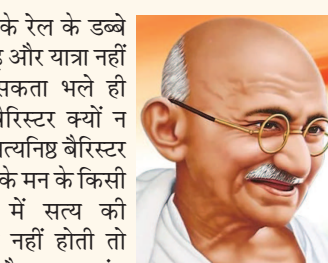 के रेल के डब्बे
और यात्रा नहीं
सकता भले ही
बैरिस्टर क्यों न
सत्यनिष्ठ बैरिस्टर
के मन के किसी
में सत्य की
नहीं होती तो